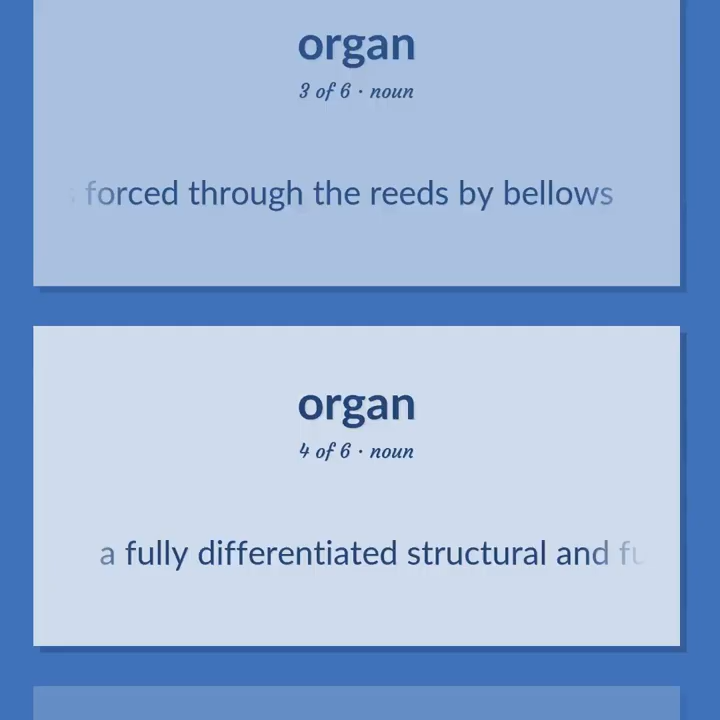 organ
3 of 6 · noun
forced through the reeds by bellows
organ
4 of 6 · noun
a fully differentiated structural and